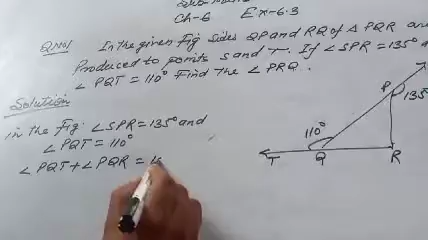 Ch-6 Ex-6.3
Q.No1 In the given Fig sides QP and RQ of △ PQR are
Produced to points S and T. If ∠SPR = 135°
∠ PQT = 110° Find the ∠PRQ.
Solution
In the Fig. ∠SPR = 135° and
∠PQT = 110°
∠PQT + ∠PQR =
P
135°
110°
T Q R